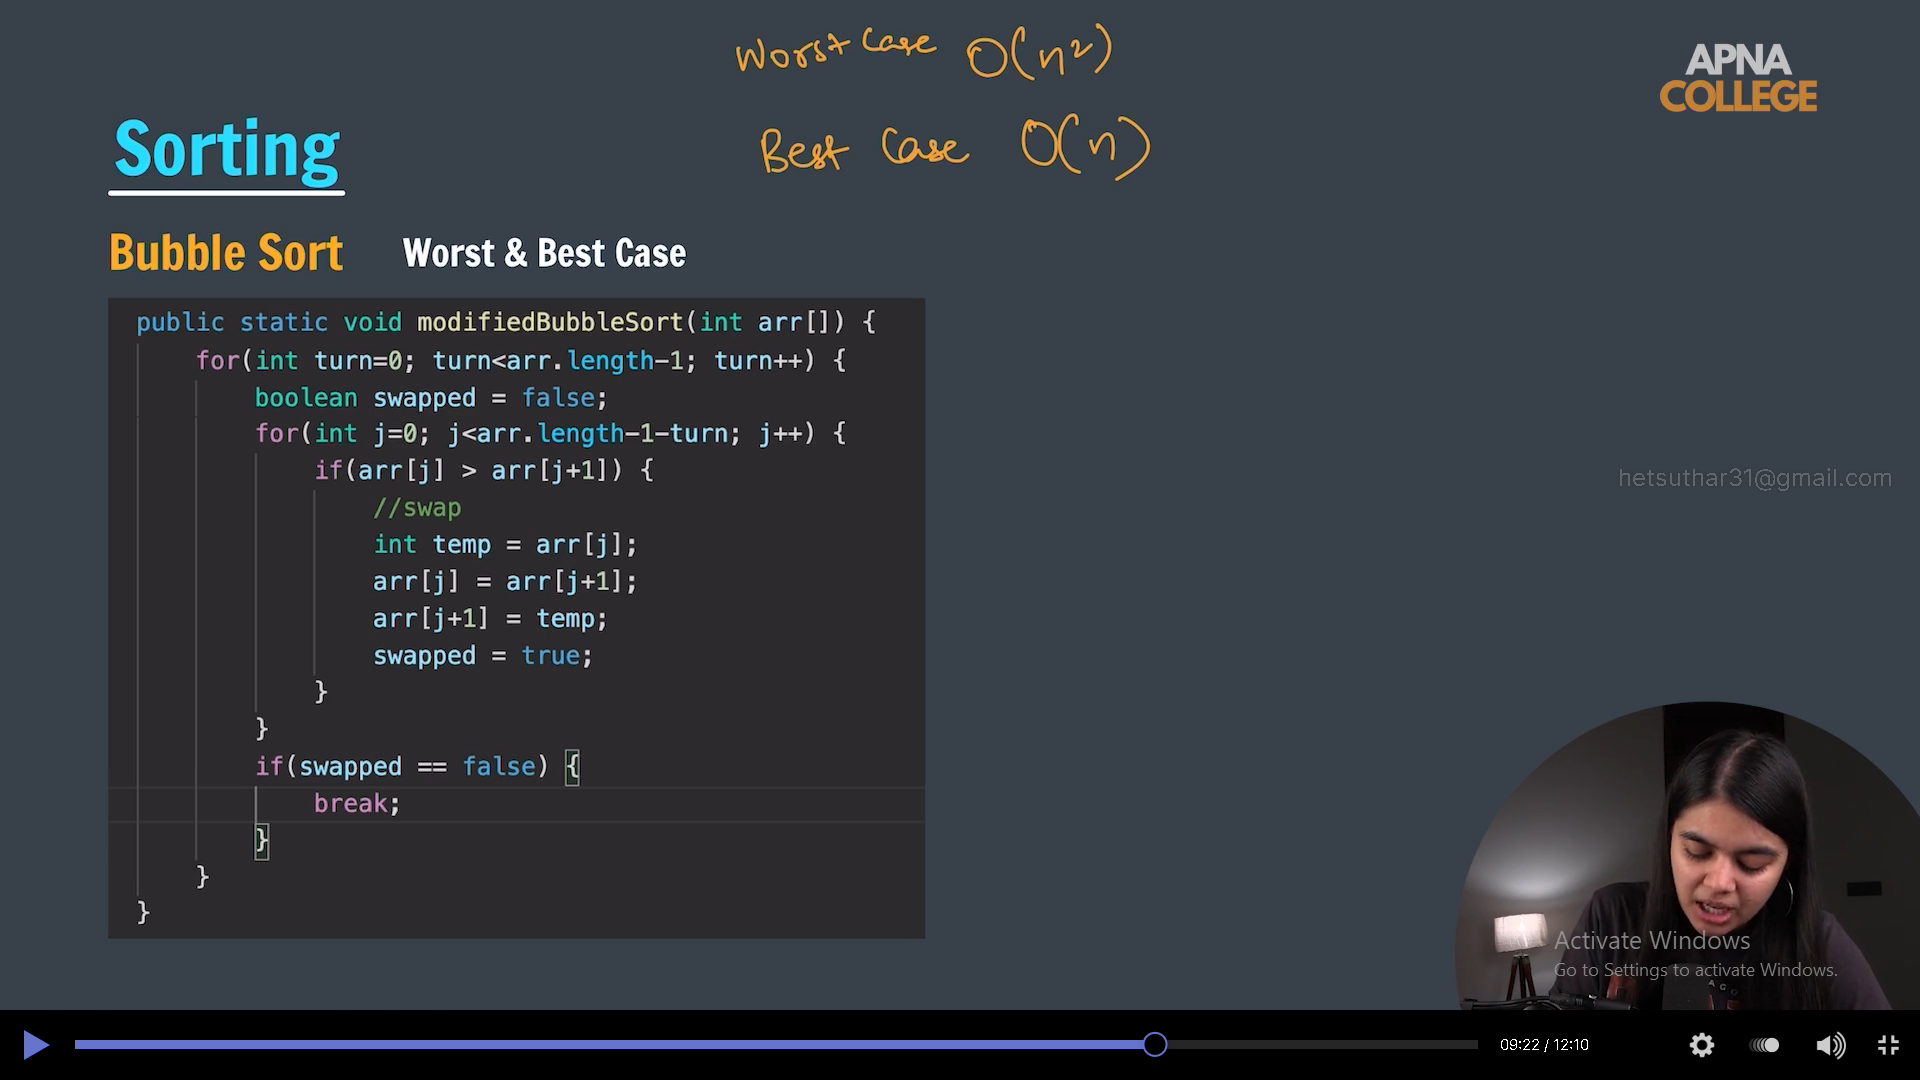 Worst Case O(n²)
Best Case O(n)
APNA
COLLEGE
Sorting
Bubble Sort Worst & Best Case
public static void modifiedBubbleSort(int arr[]) {
for(int turn=0; turn<arr.length-1; turn++) {
boolean swapped = false;
for(int j=0; j<arr.length-1-turn; j++) {
if(arr[j] > arr[j+1]) {
//swap
int temp = arr[j];
arr[j] = arr[j+1];
arr[j+1] = temp;
swapped = true;
}
}
if(swapped == false) {
break;
}
}
}
hetsuthar31@gmail.com
Activate Windows
Go to Settings to activate Windows.
09:22 / 12:10